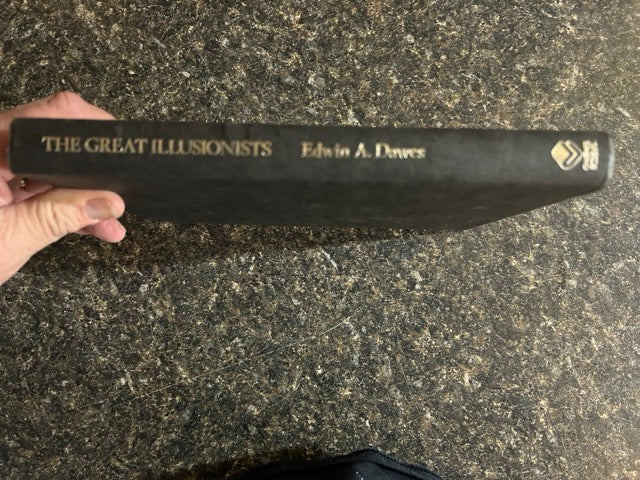 THE GREAT ILLUSIONISTS Edwin A. Dawes